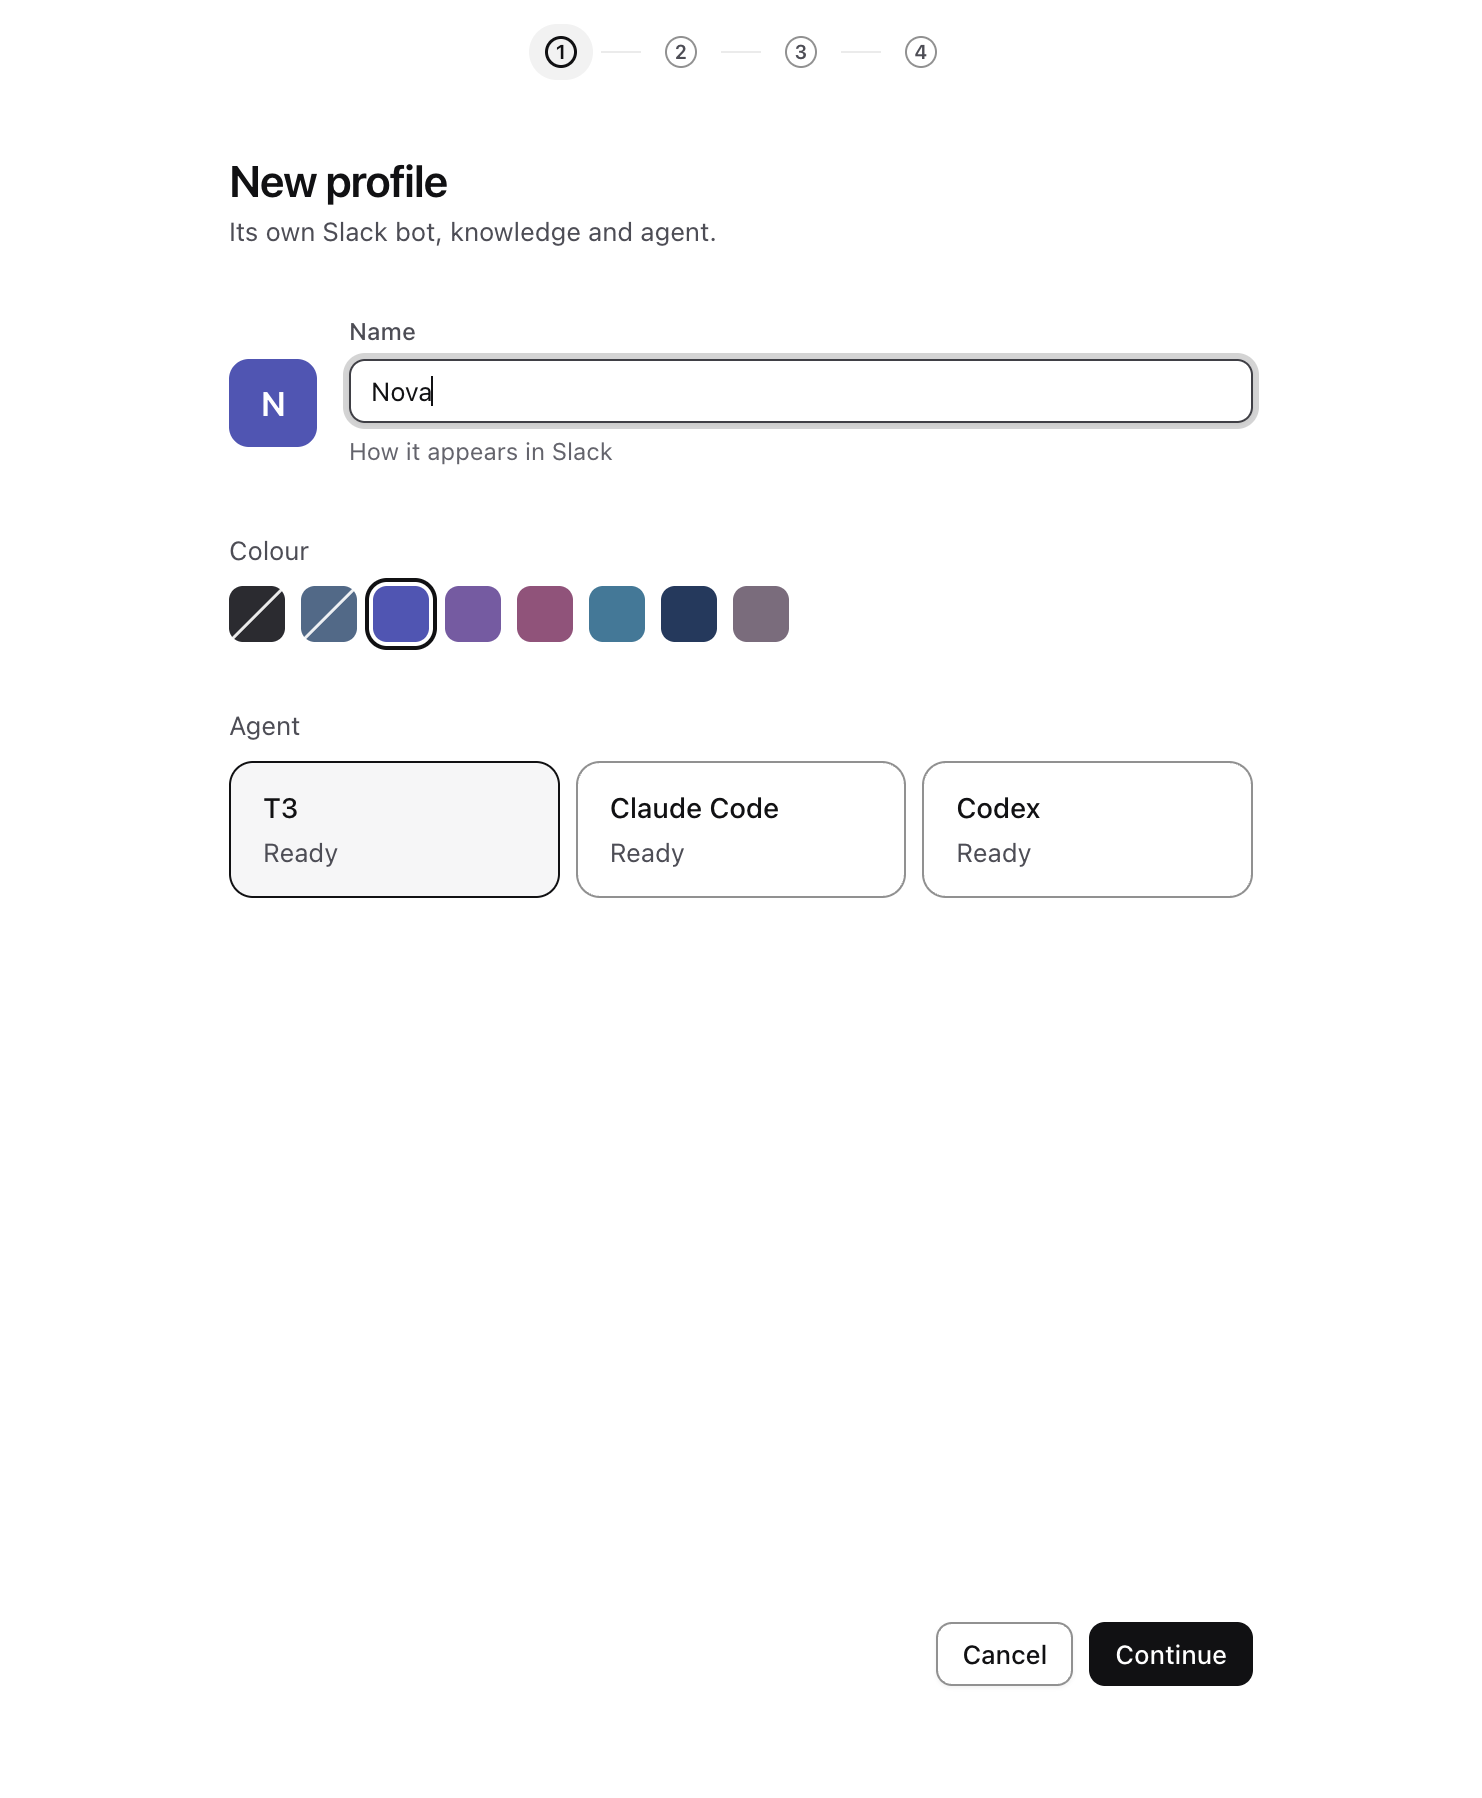 1 2 3 4
New profile
Its own Slack bot, knowledge and agent.
Name
N
Nova
How it appears in Slack
Colour
Agent
T3 Claude Code Codex
Ready Ready Ready
Cancel Continue